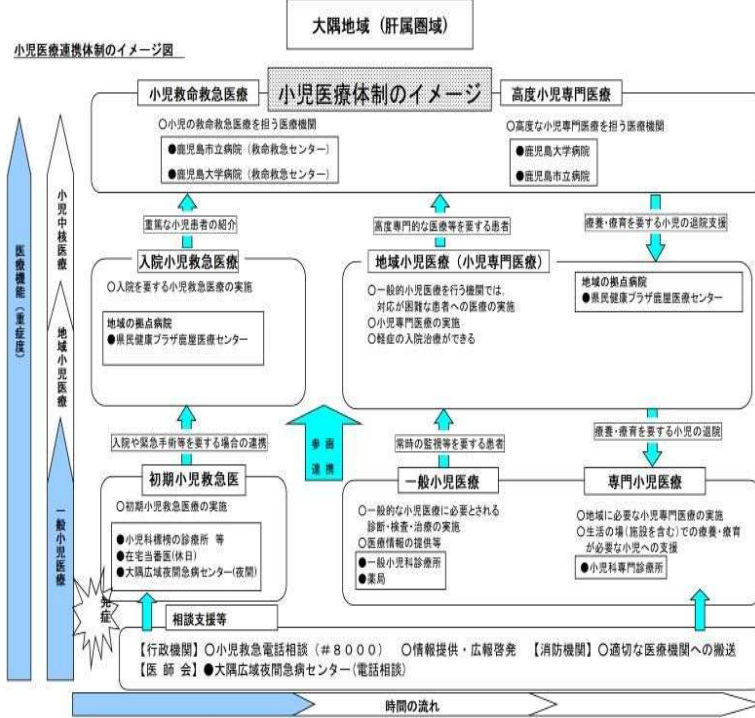 大隅地域（肝属圏域）
小児医療連携体制のイメージ図
小児医療体制のイメージ
小児救命救急医療
○小児の救命救急医療を担う医療機関
●鹿児島市立病院（救命救急センター）
●鹿児島大学病院（救命救急センター）
高度小児専門医療
○高度な小児専門医療を担う医療機関
●鹿児島大学病院
●鹿児島市立病院
重篤な小児患者の紹介
高度専門的な医療等を要する患者
療養・療育を要する小児の退院支援
入院小児救急医療
○入院を要する小児救急医療の実施
地域の拠点病院
●県民健康プラザ鹿屋医療センター
地域小児医療（小児専門医療）
○一般的小児医療を行う機関では、
対応が困難な患者への医療の実施
○小児専門医療の実施
○軽症の入院治療ができる
地域の拠点病院
●県民健康プラザ鹿屋医療センター
入院や緊急手術等を要する場合の連携
参画
連携
常時の監視等を要する患者
療養・療育を要する小児の退院
初期小児救急医
○初期小児救急医療の実施
●小児科標榜の診療所 等
●在宅当番医(休日)
●大隅広域夜間急病センター(夜間)
一般小児医療
○一般的な小児医療に必要とされる
診断・検査・治療の実施
○医療情報の提供等
●一般小児科診療所
●薬局
専門小児医療
○地域に必要な小児専門医療の実施
○生活の場(施設を含む)での療養・療育
が必要な小児への支援
●小児科専門診療所
医療機能（重症度）
小児中核医療
地域小児医療
一般小児医療
発症
相談支援等
【行政機関】○小児救急電話相談（＃８０００） ○情報提供・広報啓発 【消防機関】○適切な医療機関への搬送
【医 師 会】●大隅広域夜間急病センター(電話相談)
時間の流れ